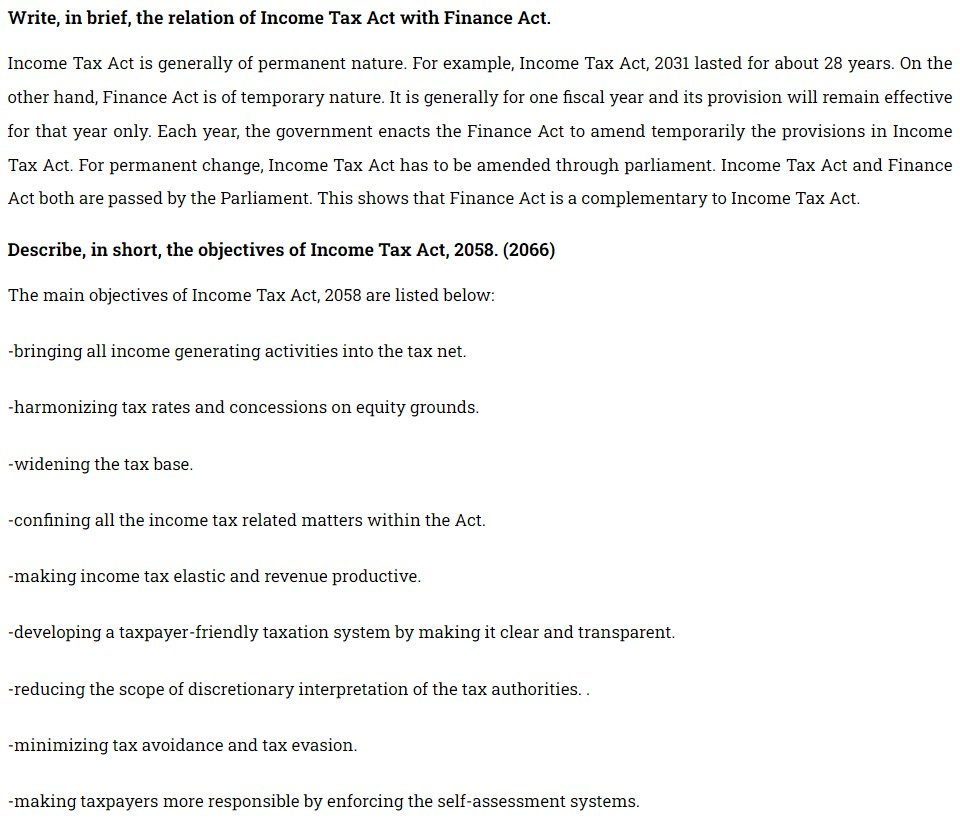 Write, in brief, the relation of Income Tax Act with Finance Act.
Income Tax Act is generally of permanent nature. For example, Income Tax Act, 2031 lasted for about 28 years. On the
other hand, Finance Act is of temporary nature. It is generally for one fiscal year and its provision will remain effective
for that year only. Each year, the government enacts the Finance Act to amend temporarily the provisions in Income
Tax Act. For permanent change, Income Tax Act has to be amended through parliament. Income Tax Act and Finance
Act both are passed by the Parliament. This shows that Finance Act is a complementary to Income Tax Act.
Describe, in short, the objectives of Income Tax Act, 2058. (2066)
The main objectives of Income Tax Act, 2058 are listed below:
-bringing all income generating activities into the tax net.
-harmonizing tax rates and concessions on equity grounds.
-widening the tax base.
-confining all the income tax related matters within the Act.
-making income tax elastic and revenue productive.
-developing a taxpayer-friendly taxation system by making it clear and transparent.
-reducing the scope of discretionary interpretation of the tax authorities. .
-minimizing tax avoidance and tax evasion.
-making taxpayers more responsible by enforcing the self-assessment systems.